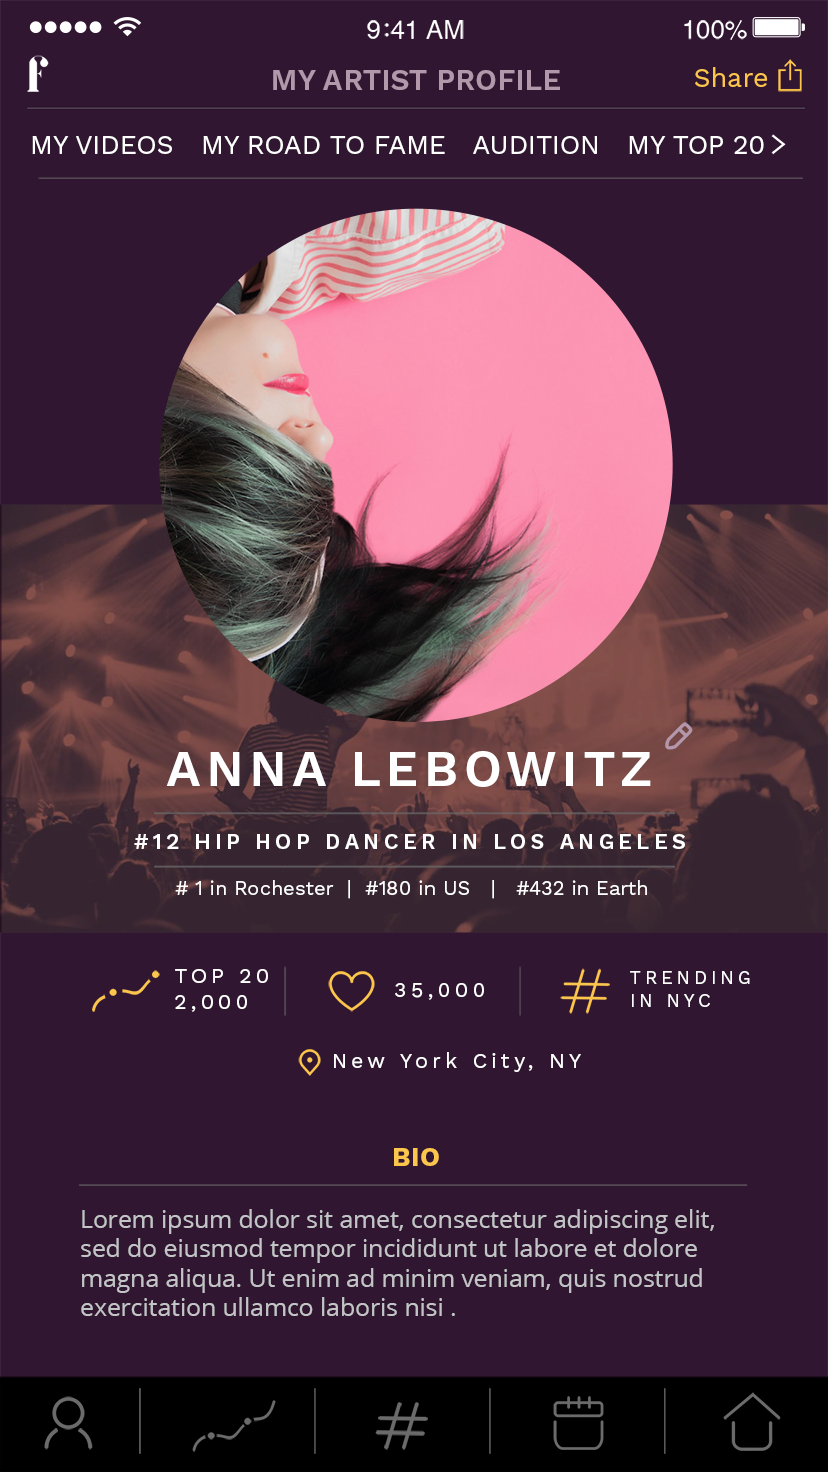 9:41 AM
100%
f
MY ARTIST PROFILE
Share
MY VIDEOS MY ROAD TO FAME AUDITION MY TOP 20 >
ANNA LEBOWITZ
#12 HIP HOP DANCER IN LOS ANGELES
# 1 in Rochester | #180 in US | #432 in Earth
TOP 20
2,000
35,000
#
TRENDING
IN NYC
New York City, NY
BIO
Lorem ipsum dolor sit amet, consectetur adipiscing elit,
sed do eiusmod tempor incididunt ut labore et dolore
magna aliqua. Ut enim ad minim veniam, quis nostrud
exercitation ullamco laboris nisi .
#